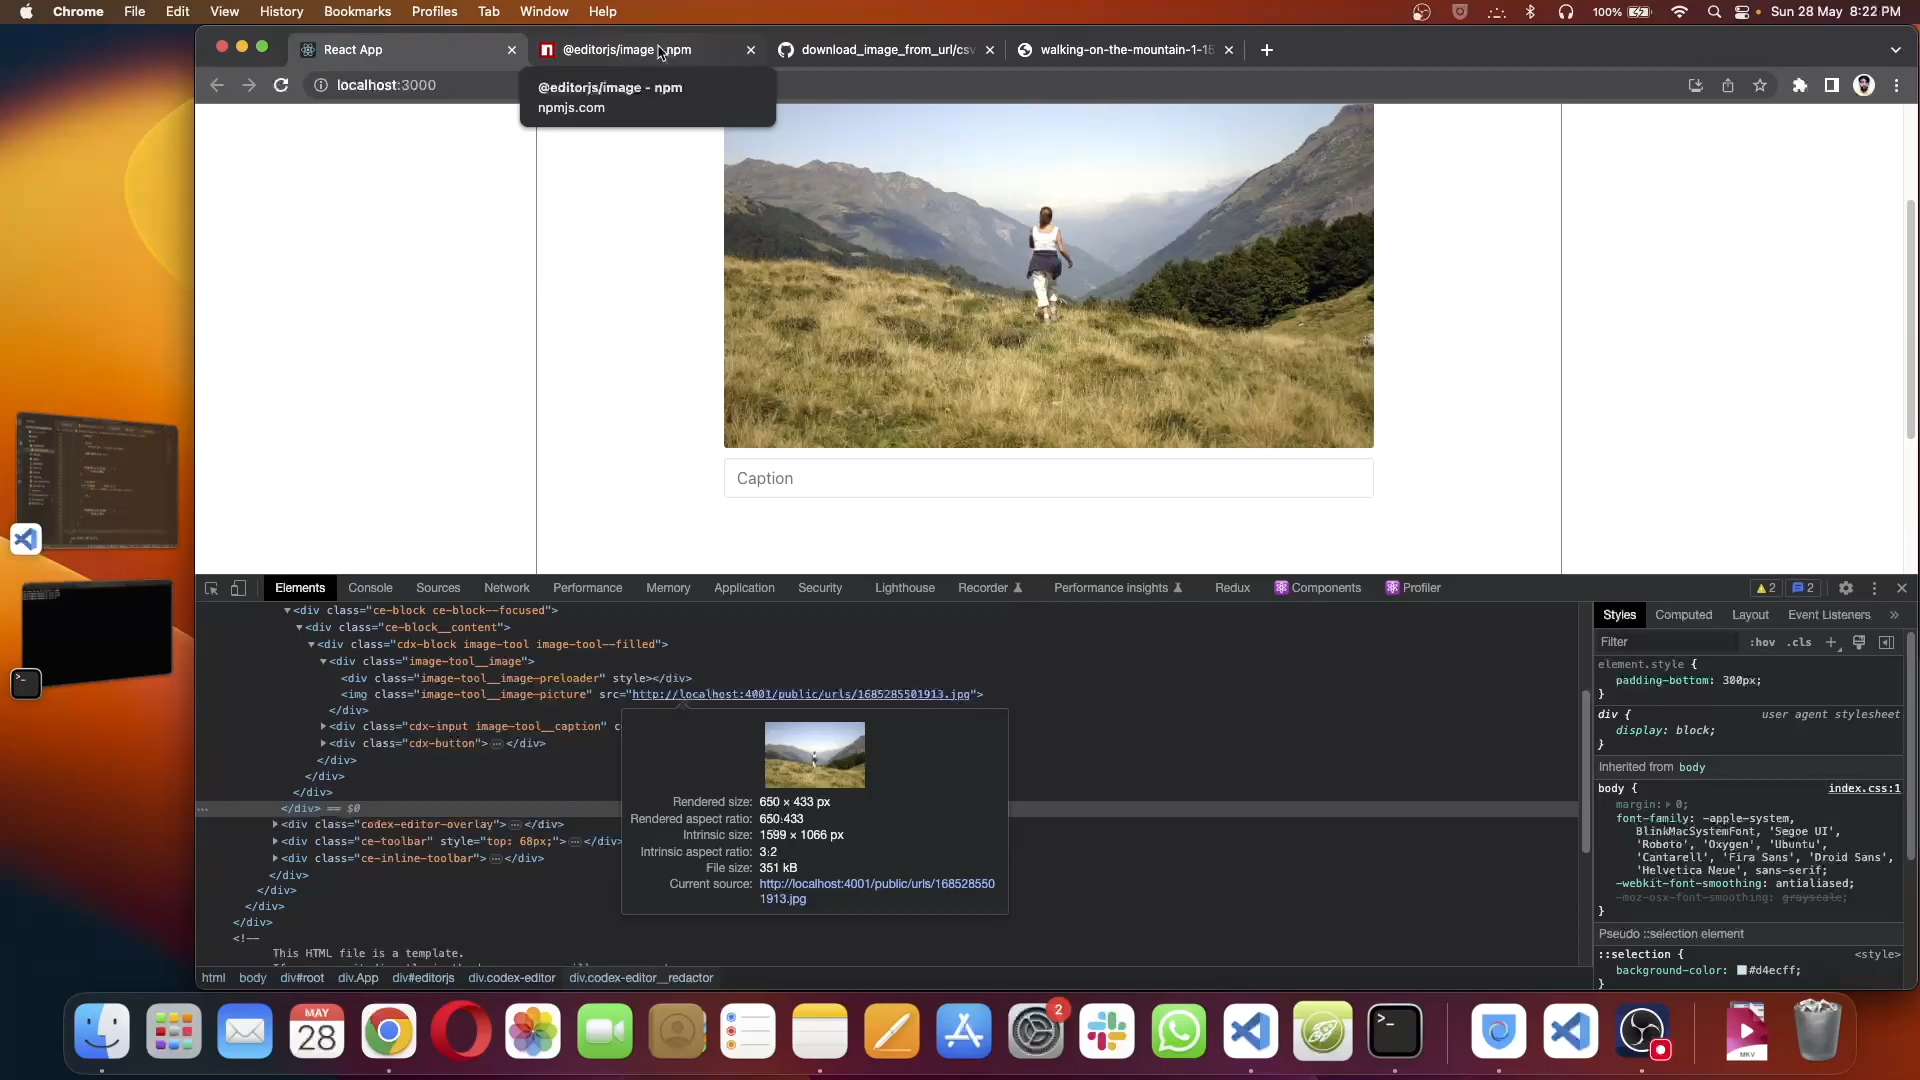 Chrome File Edit View History Bookmarks Profiles Tab Window Help
100% Sun 28 May 8:22 PM
React App
@editorjs/image - npm
download_image_from_url/csv
walking-on-the-mountain-1-15
localhost:3000
@editorjs/image - npm
npmjs.com
Caption
Elements Console Sources Network Performance Memory Application Security Lighthouse Recorder Performance insights Redux Components Profiler
2 2
<div class="ce-block ce-block--focused">
<div class="ce-block__content">
<div class="cdx-block image-tool image-tool--filled">
<div class="image-tool__image">
<div class="image-tool__image-preloader" style></div>
<img class="image-tool__image-picture" src="http://localhost:4001/public/urls/1685285501913.jpg">
</div>
<div class="cdx-input image-tool__caption" c
<div class="cdx-button">…</div>
</div>
</div>
</div>
… </div> == $0
<div class="codex-editor-overlay">…</div>
<div class="ce-toolbar" style="top: 68px;">…</div>
<div class="ce-inline-toolbar">…</div>
</div>
</div>
</div>
</div>
<!--
This HTML file is a template.
html body div#root div.App div#editorjs div.codex-editor div.codex-editor__redactor
Rendered size: 650 × 433 px
Rendered aspect ratio: 650:433
Intrinsic size: 1599 × 1066 px
Intrinsic aspect ratio: 3:2
File size: 351 kB
Current source: http://localhost:4001/public/urls/168528550
1913.jpg
Styles Computed Layout Event Listeners »
Filter :hov .cls +
element.style {
padding-bottom: 300px;
}
div { user agent stylesheet
display: block;
}
Inherited from body
body { index.css:1
margin: 0;
font-family: -apple-system,
BlinkMacSystemFont, 'Segoe UI',
'Roboto', 'Oxygen', 'Ubuntu',
'Cantarell', 'Fira Sans', 'Droid Sans',
'Helvetica Neue', sans-serif;
-webkit-font-smoothing: antialiased;
-moz-osx-font-smoothing: grayscale;
}
Pseudo ::selection element
::selection { <style>
background-color: #d4ecff;
}
MAY
28
2
MKV